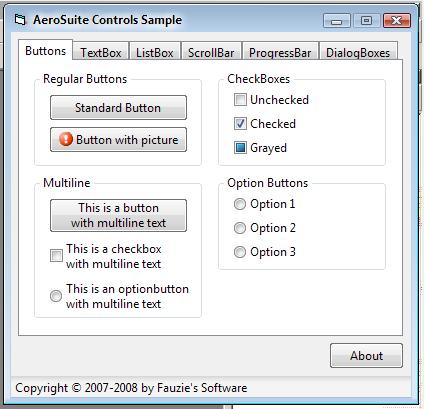 AeroSuite Controls Sample
Buttons TextBox ListBox ScrollBar ProgressBar DialogBoxes
Regular Buttons
Standard Button
Button with picture
CheckBoxes
Unchecked
Checked
Grayed
Multiline
This is a button
with multiline text
This is a checkbox
with multiline text
This is an optionbutton
with multiline text
Option Buttons
Option 1
Option 2
Option 3
About
Copyright © 2007-2008 by Fauzie's Software